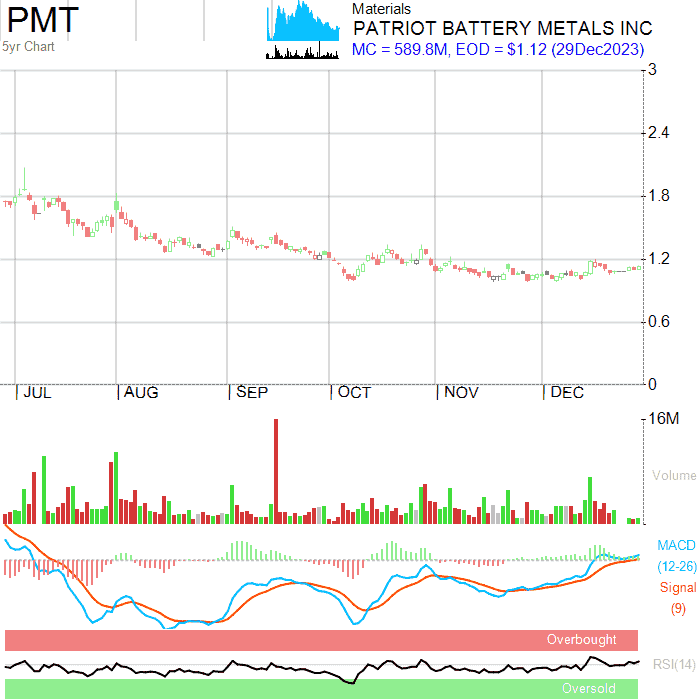 PMT
5yr Chart
Materials
PATRIOT BATTERY METALS INC
MC = 589.8M, EOD = $1.12 (29Dec2023)
3
2.4
1.8
1.2
0.6
0
JUL AUG SEP OCT NOV DEC
16M
Volume
MACD
(12-26)
Signal
(9)
Overbought
RSI(14)
Oversold